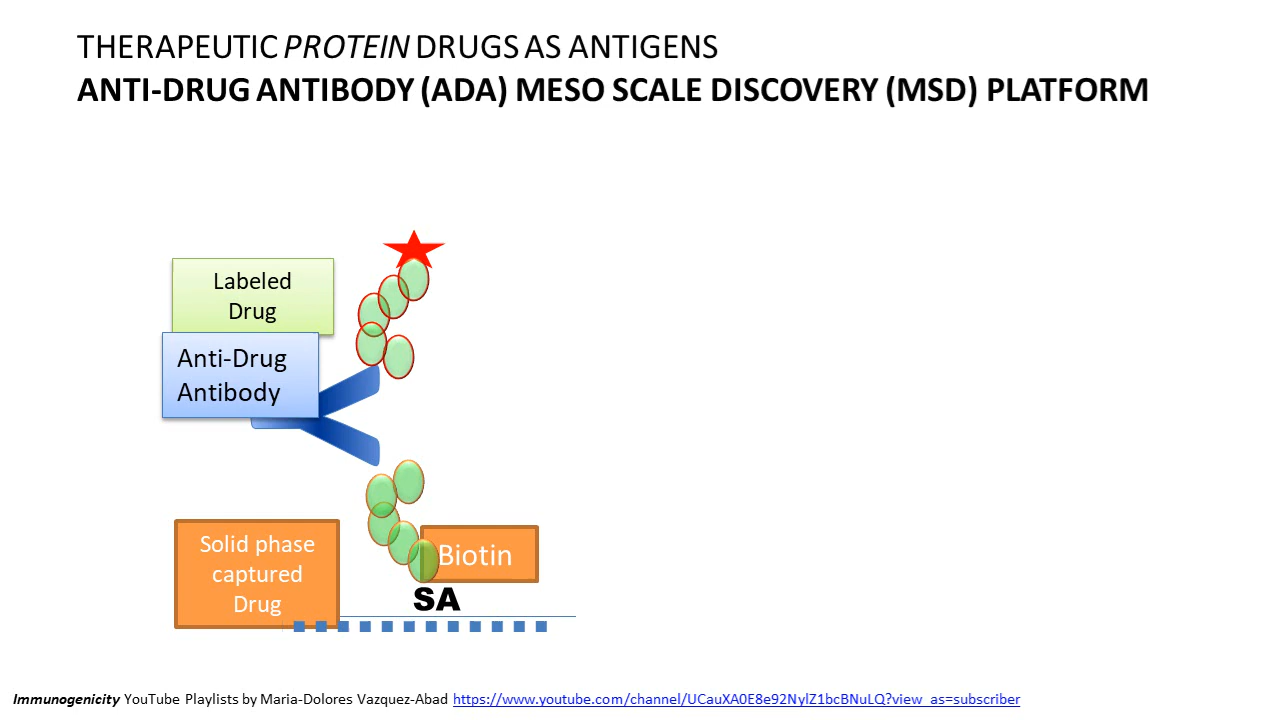 THERAPEUTIC PROTEIN DRUGS AS ANTIGENS
ANTI-DRUG ANTIBODY (ADA) MESO SCALE DISCOVERY (MSD) PLATFORM
Labeled
Drug
Anti-Drug
Antibody
Solid phase
captured
Drug
Biotin
SA
Immunogenicity YouTube Playlists by Maria-Dolores Vazquez-Abad https://www.youtube.com/channel/UCauXA0E8e92NylZ1bcBNuLQ?view_as=subscriber